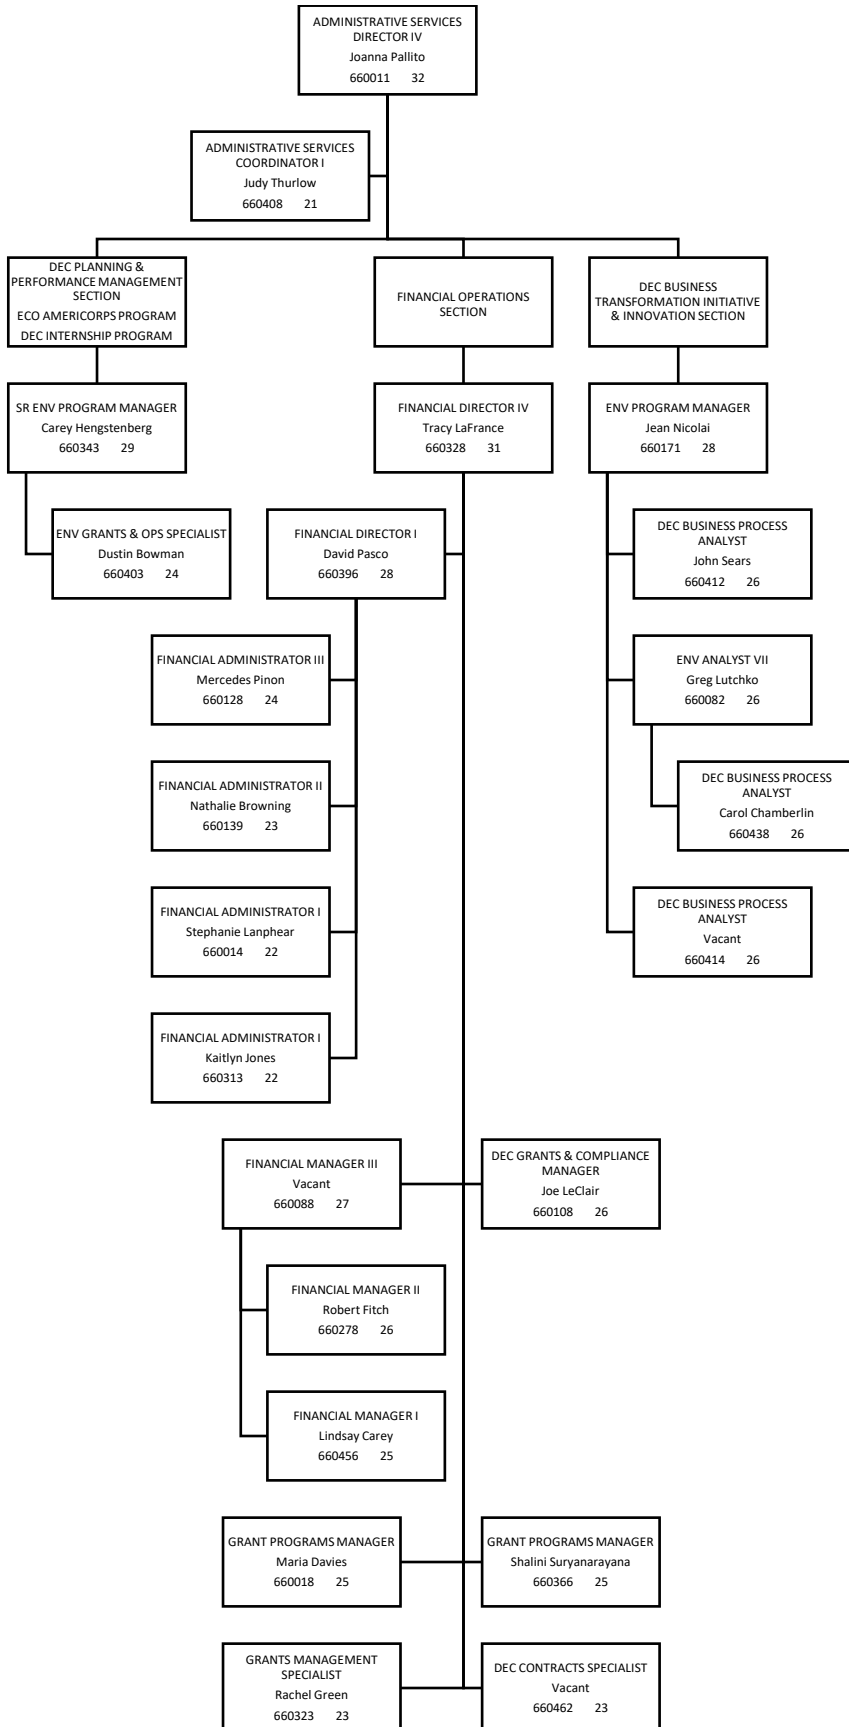 ADMINISTRATIVE SERVICES
DIRECTOR IV
Joanna Pallito
660011 32
ADMINISTRATIVE SERVICES
COORDINATOR I
Judy Thurlow
660408 21
DEC PLANNING &
PERFORMANCE MANAGEMENT
SECTION
ECO AMERICORPS PROGRAM
DEC INTERNSHIP PROGRAM
FINANCIAL OPERATIONS
SECTION
DEC BUSINESS
TRANSFORMATION INITIATIVE
& INNOVATION SECTION
SR ENV PROGRAM MANAGER
Carey Hengstenberg
660343 29
FINANCIAL DIRECTOR IV
Tracy LaFrance
660328 31
ENV PROGRAM MANAGER
Jean Nicolai
660171 28
ENV GRANTS & OPS SPECIALIST
Dustin Bowman
660403 24
FINANCIAL DIRECTOR I
David Pasco
660396 28
DEC BUSINESS PROCESS
ANALYST
John Sears
660412 26
FINANCIAL ADMINISTRATOR III
Mercedes Pinon
660128 24
ENV ANALYST VII
Greg Lutchko
660082 26
FINANCIAL ADMINISTRATOR II
Nathalie Browning
660139 23
DEC BUSINESS PROCESS
ANALYST
Carol Chamberlin
660438 26
FINANCIAL ADMINISTRATOR I
Stephanie Lanphear
660014 22
DEC BUSINESS PROCESS
ANALYST
Vacant
660414 26
FINANCIAL ADMINISTRATOR I
Kaitlyn Jones
660313 22
FINANCIAL MANAGER III
Vacant
660088 27
DEC GRANTS & COMPLIANCE
MANAGER
Joe LeClair
660108 26
FINANCIAL MANAGER II
Robert Fitch
660278 26
FINANCIAL MANAGER I
Lindsay Carey
660456 25
GRANT PROGRAMS MANAGER
Maria Davies
660018 25
GRANT PROGRAMS MANAGER
Shalini Suryanarayana
660366 25
GRANTS MANAGEMENT
SPECIALIST
Rachel Green
660323 23
DEC CONTRACTS SPECIALIST
Vacant
660462 23